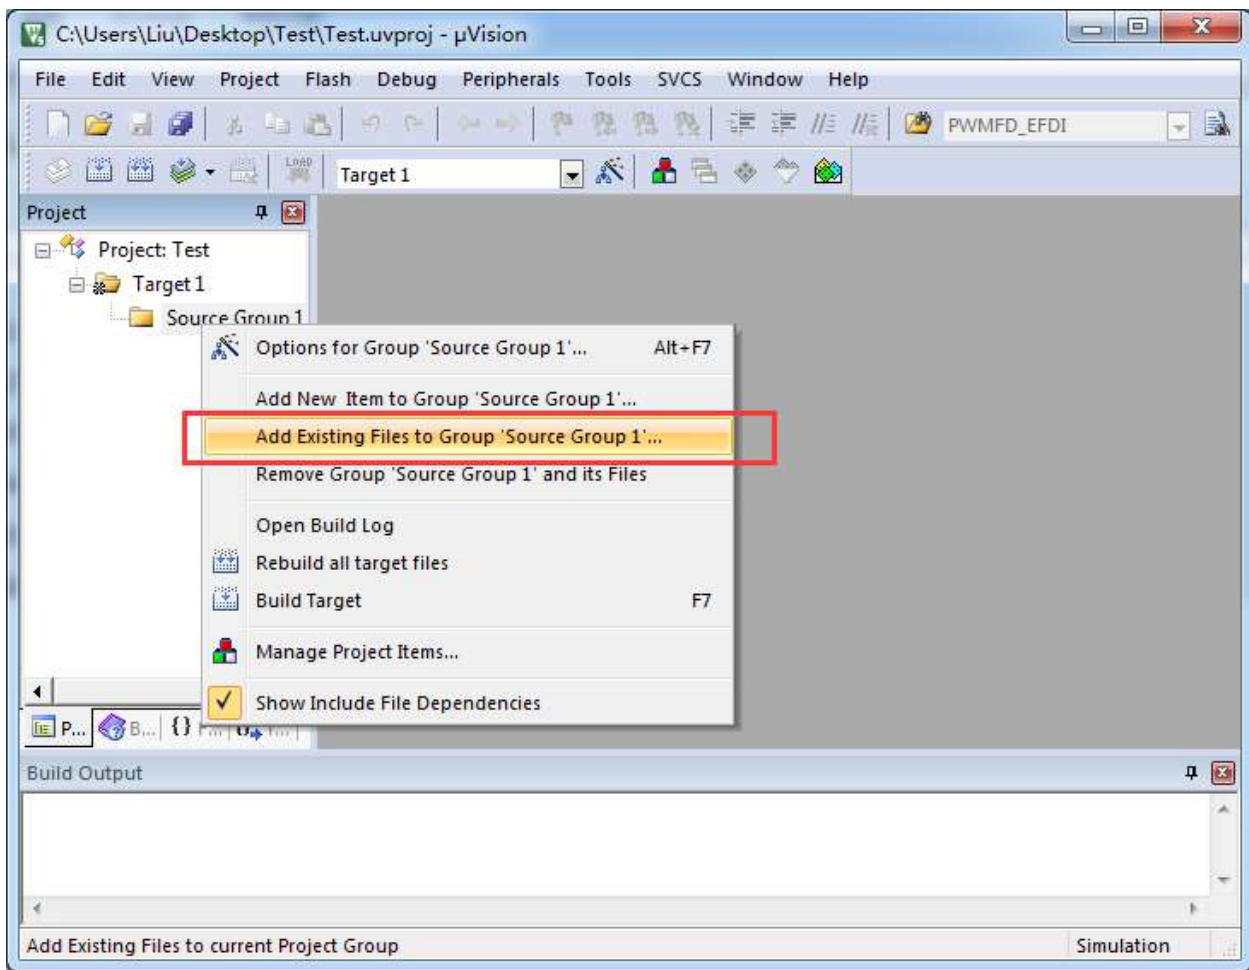 C:\Users\Liu\Desktop\Test\Test.uvproj - µVision
File Edit View Project Flash Debug Peripherals Tools SVCS Window Help
PWMFD_EFDI
LOAD Target 1
Project
Project: Test
Target 1
Source Group 1
Options for Group 'Source Group 1'... Alt+F7
Add New Item to Group 'Source Group 1'...
Add Existing Files to Group 'Source Group 1'...
Remove Group 'Source Group 1' and its Files
Open Build Log
Rebuild all target files
Build Target F7
Manage Project Items...
Show Include File Dependencies
P... B... {}
Build Output
Add Existing Files to current Project Group Simulation